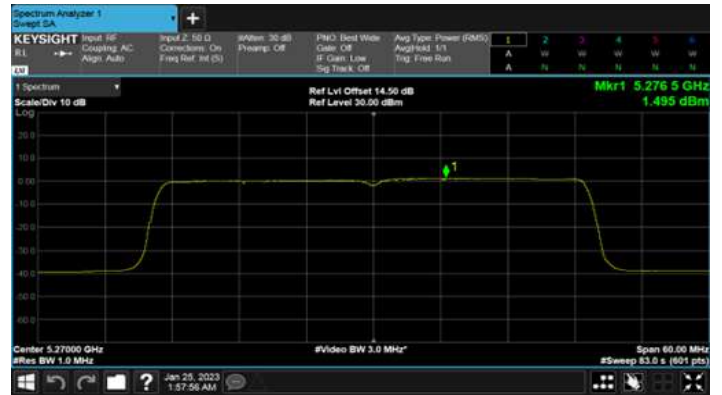 Spectrum Analyzer 1
Swept SA
+
KEYSIGHT
Input: RF
Input Z: 50 Ω
#Atten: 30 dB
PNO: Best Wide
Avg Type: Power (RMS)
1 2 3 4 5 6
RL
Coupling: AC
Corrections: On
Preamp: Off
Gate: Off
Avg|Hold: 1/1
A W W W W W
Align: Auto
Freq Ref: Int (S)
IF Gain: Low
Trig: Free Run
Sig Track: Off
A N N N N N
1 Spectrum
Ref Lvl Offset 14.50 dB
Mkr1 5.276 5 GHz
Scale/Div 10 dB
Ref Level 30.00 dBm
1.495 dBm
Log
20.0
10.0
1
0.00
-10.0
-20.0
-30.0
-40.0
-50.0
-60.0
Center 5.27000 GHz
#Video BW 3.0 MHz*
Span 60.00 MHz
#Res BW 1.0 MHz
#Sweep 83.0 s (601 pts)
?
Jan 25, 2023
1:57:56 AM